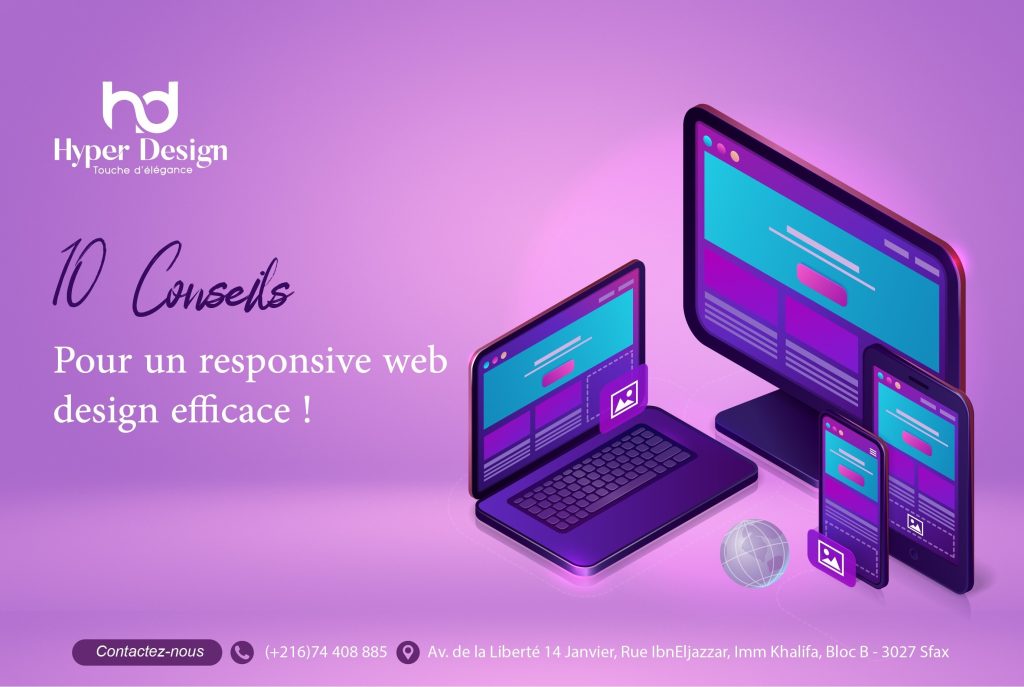 hd
Hyper Design
Touche d'élégance
10 Conseils
Pour un responsive web
design efficace !
Contactez-nous (+216)74 408 885 Av. de la Liberté 14 Janvier, Rue IbnEljazzar, Imm Khalifa, Bloc B - 3027 Sfax